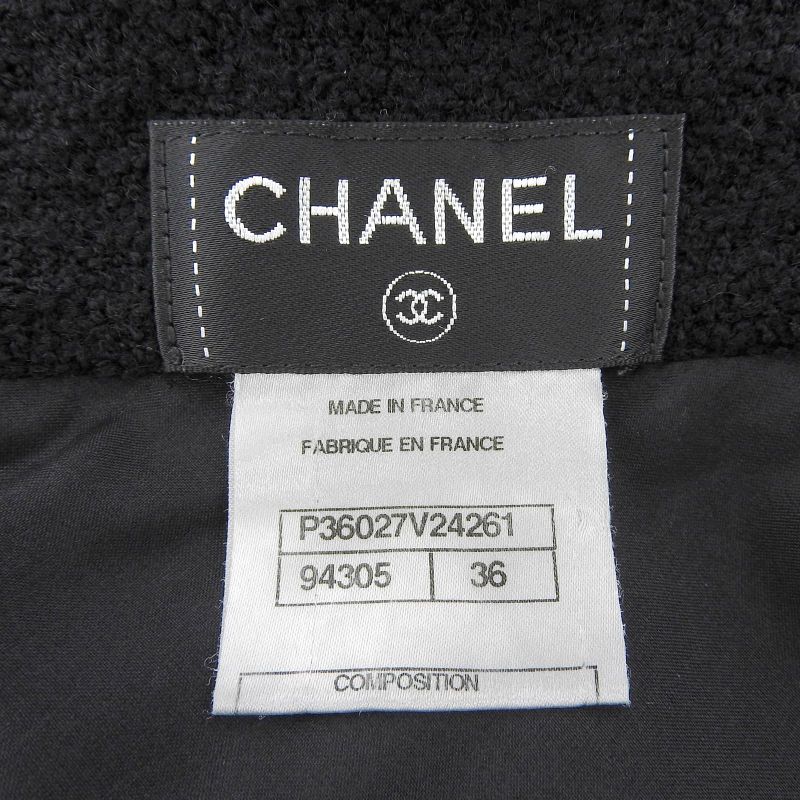 CHANEL
MADE IN FRANCE
FABRIQUE EN FRANCE
P36027V24261
94305 36
COMPOSITION